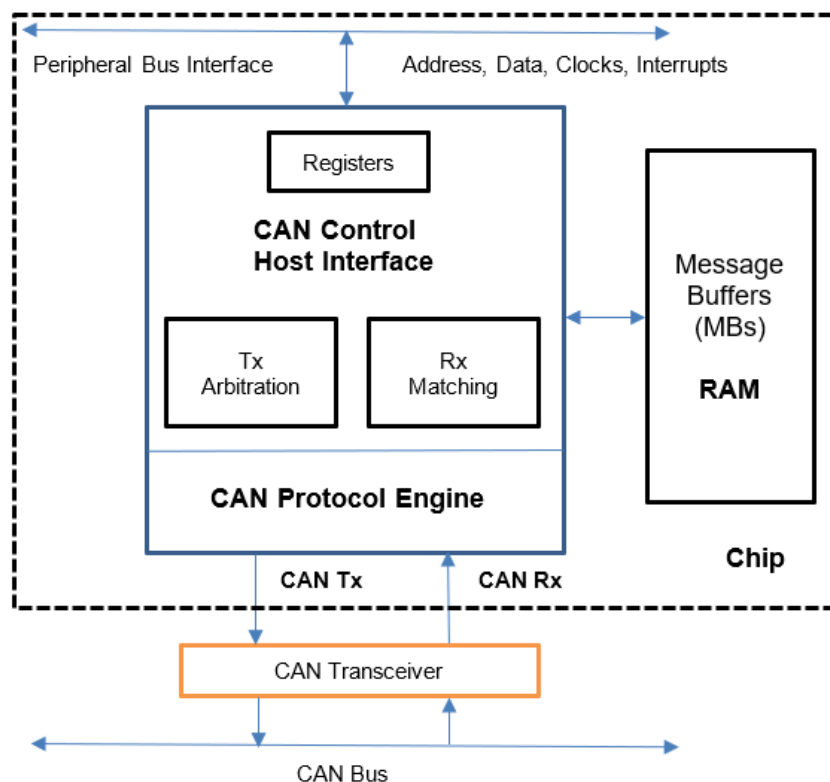 Peripheral Bus Interface
Address, Data, Clocks, Interrupts
Registers
CAN Control
Host Interface
Tx
Arbitration
Rx
Matching
Message
Buffers
(MBs)
RAM
CAN Protocol Engine
Chip
CAN Tx
CAN Rx
CAN Transceiver
CAN Bus